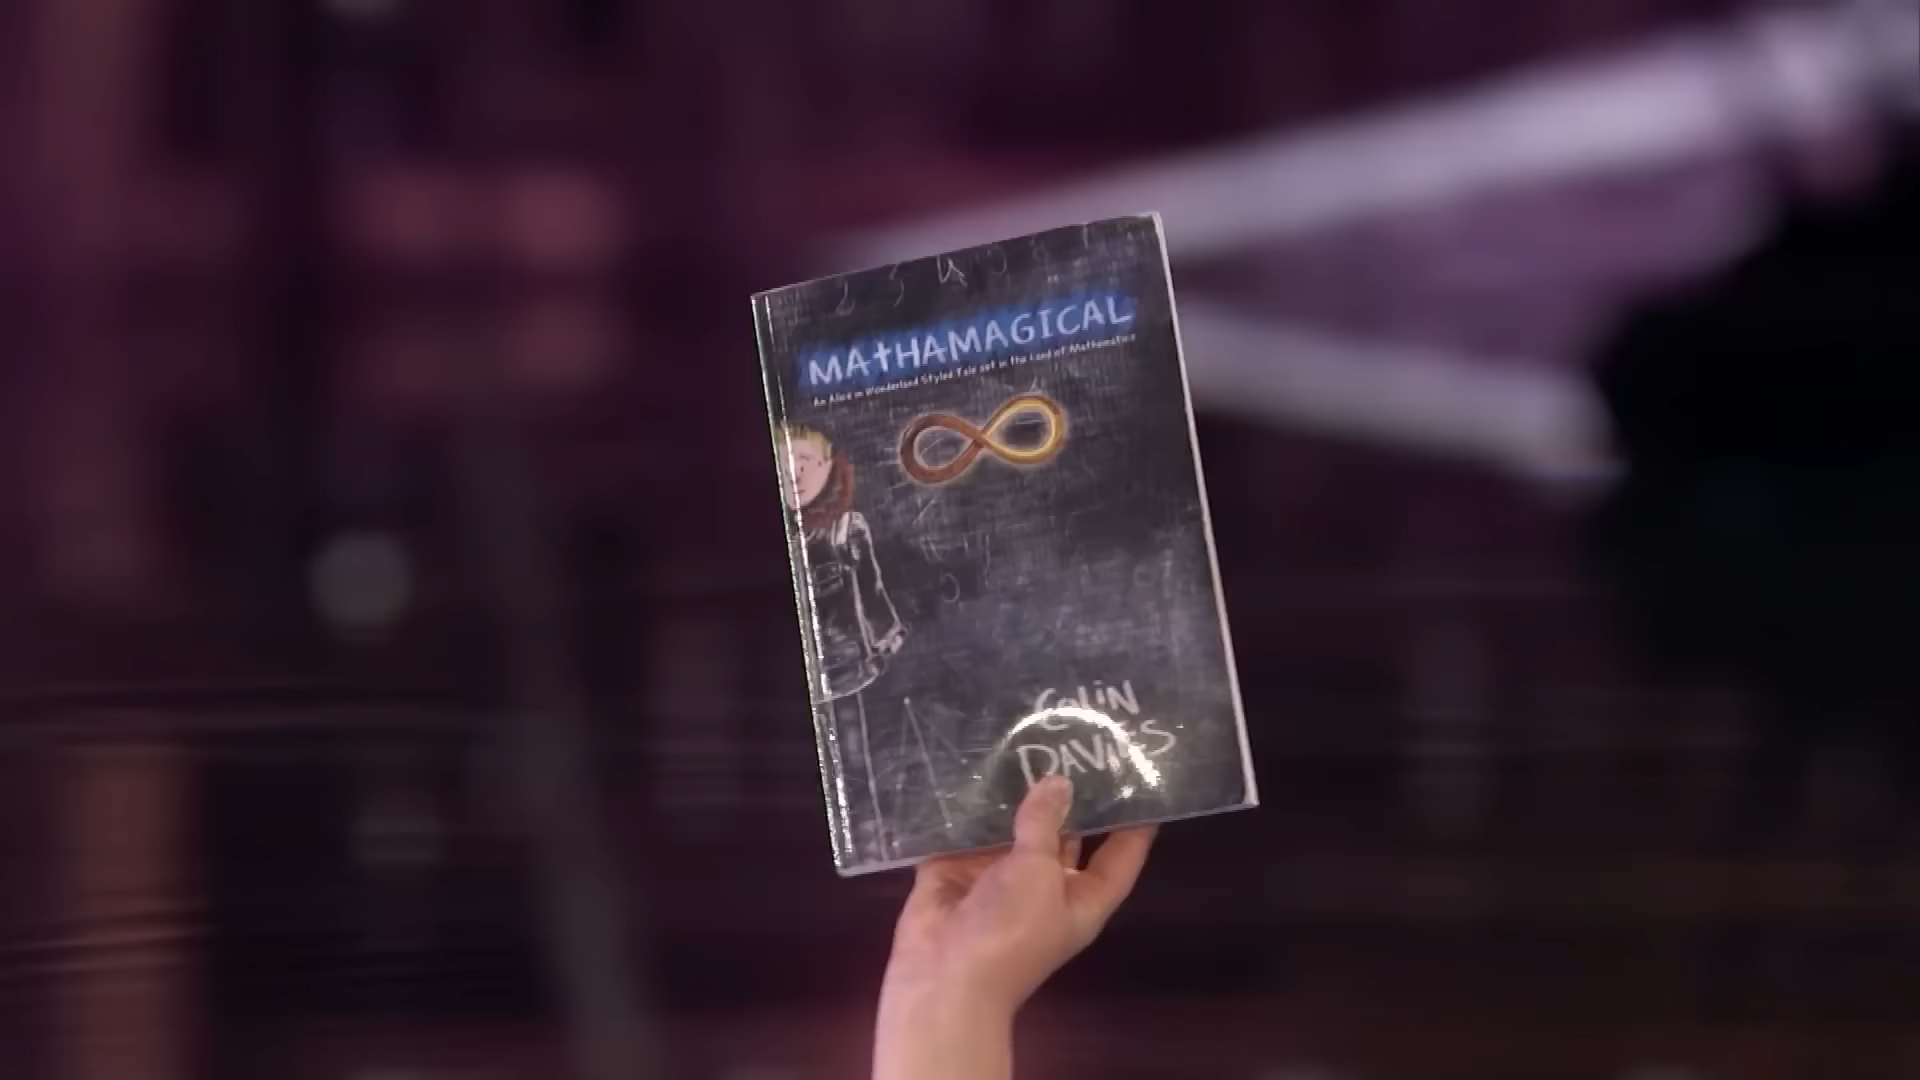 MATHAMAGICAL
An Alice in Wonderland Styled Tale set in the Land of Mathematics
COLIN
DAVIES